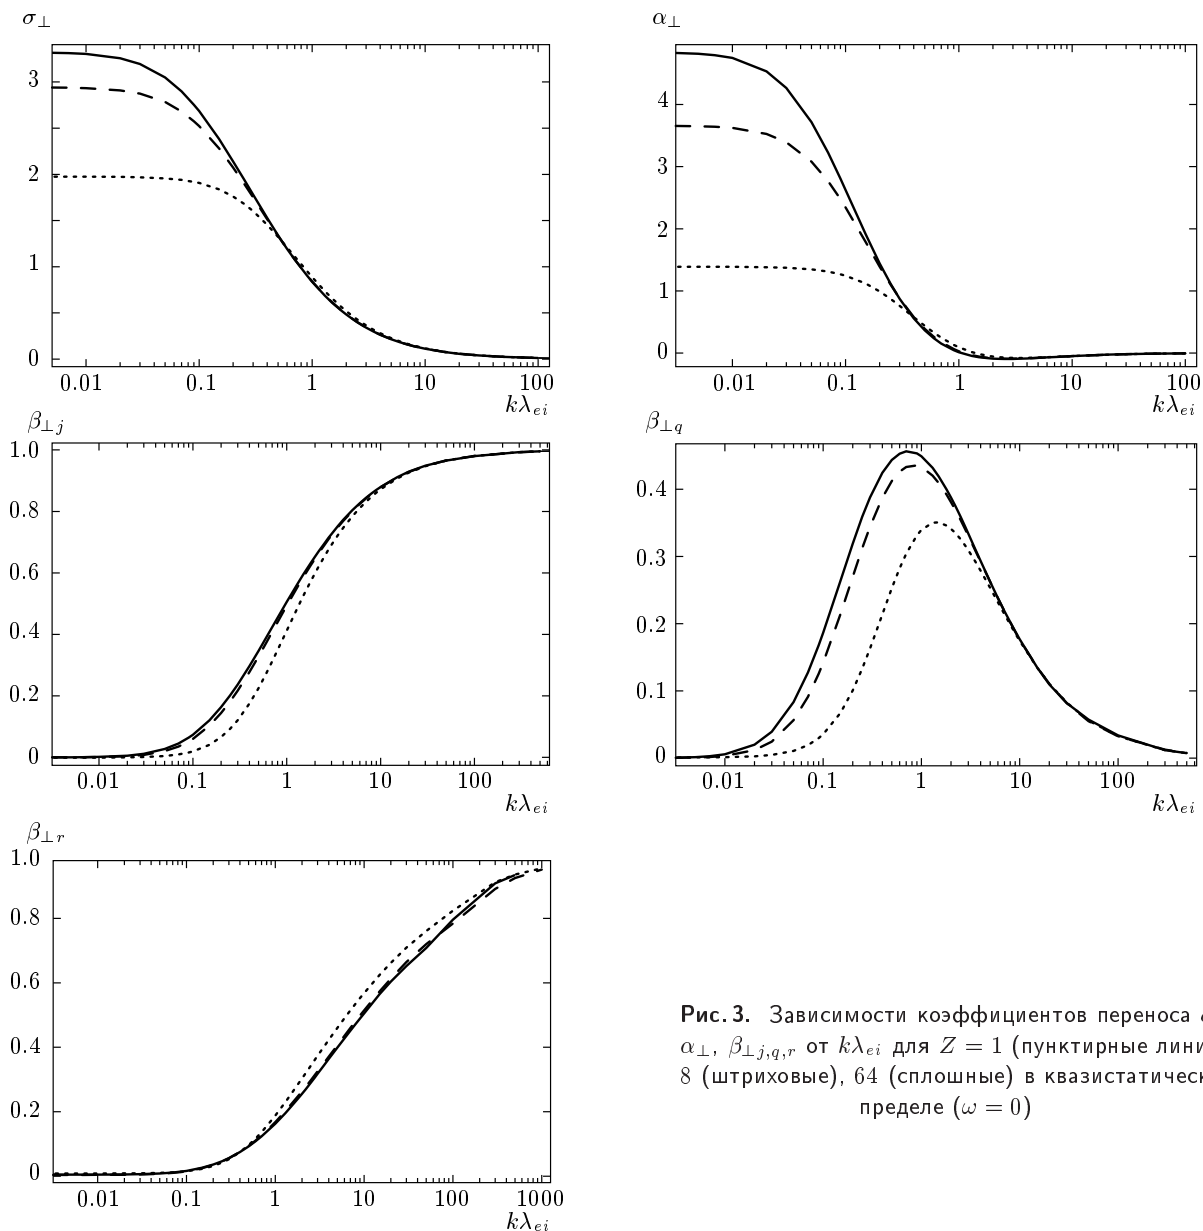 σ⊥
3
2
1
0
0.01 0.1 1 10 100
kλei
α⊥
4
3
2
1
0
0.01 0.1 1 10 100
kλei
β⊥j
1.0
0.8
0.6
0.4
0.2
0
0.01 0.1 1 10 100
kλei
β⊥q
0.4
0.3
0.2
0.1
0
0.01 0.1 1 10 100
kλei
β⊥r
1.0
0.8
0.6
0.4
0.2
0
0.01 0.1 1 10 100 1000
kλei
Рис. 3. Зависимости коэффициентов переноса
α⊥, β⊥j,q,r от kλei для Z = 1 (пунктирные
8 (штриховые), 64 (сплошные) в
пределе (ω = 0)